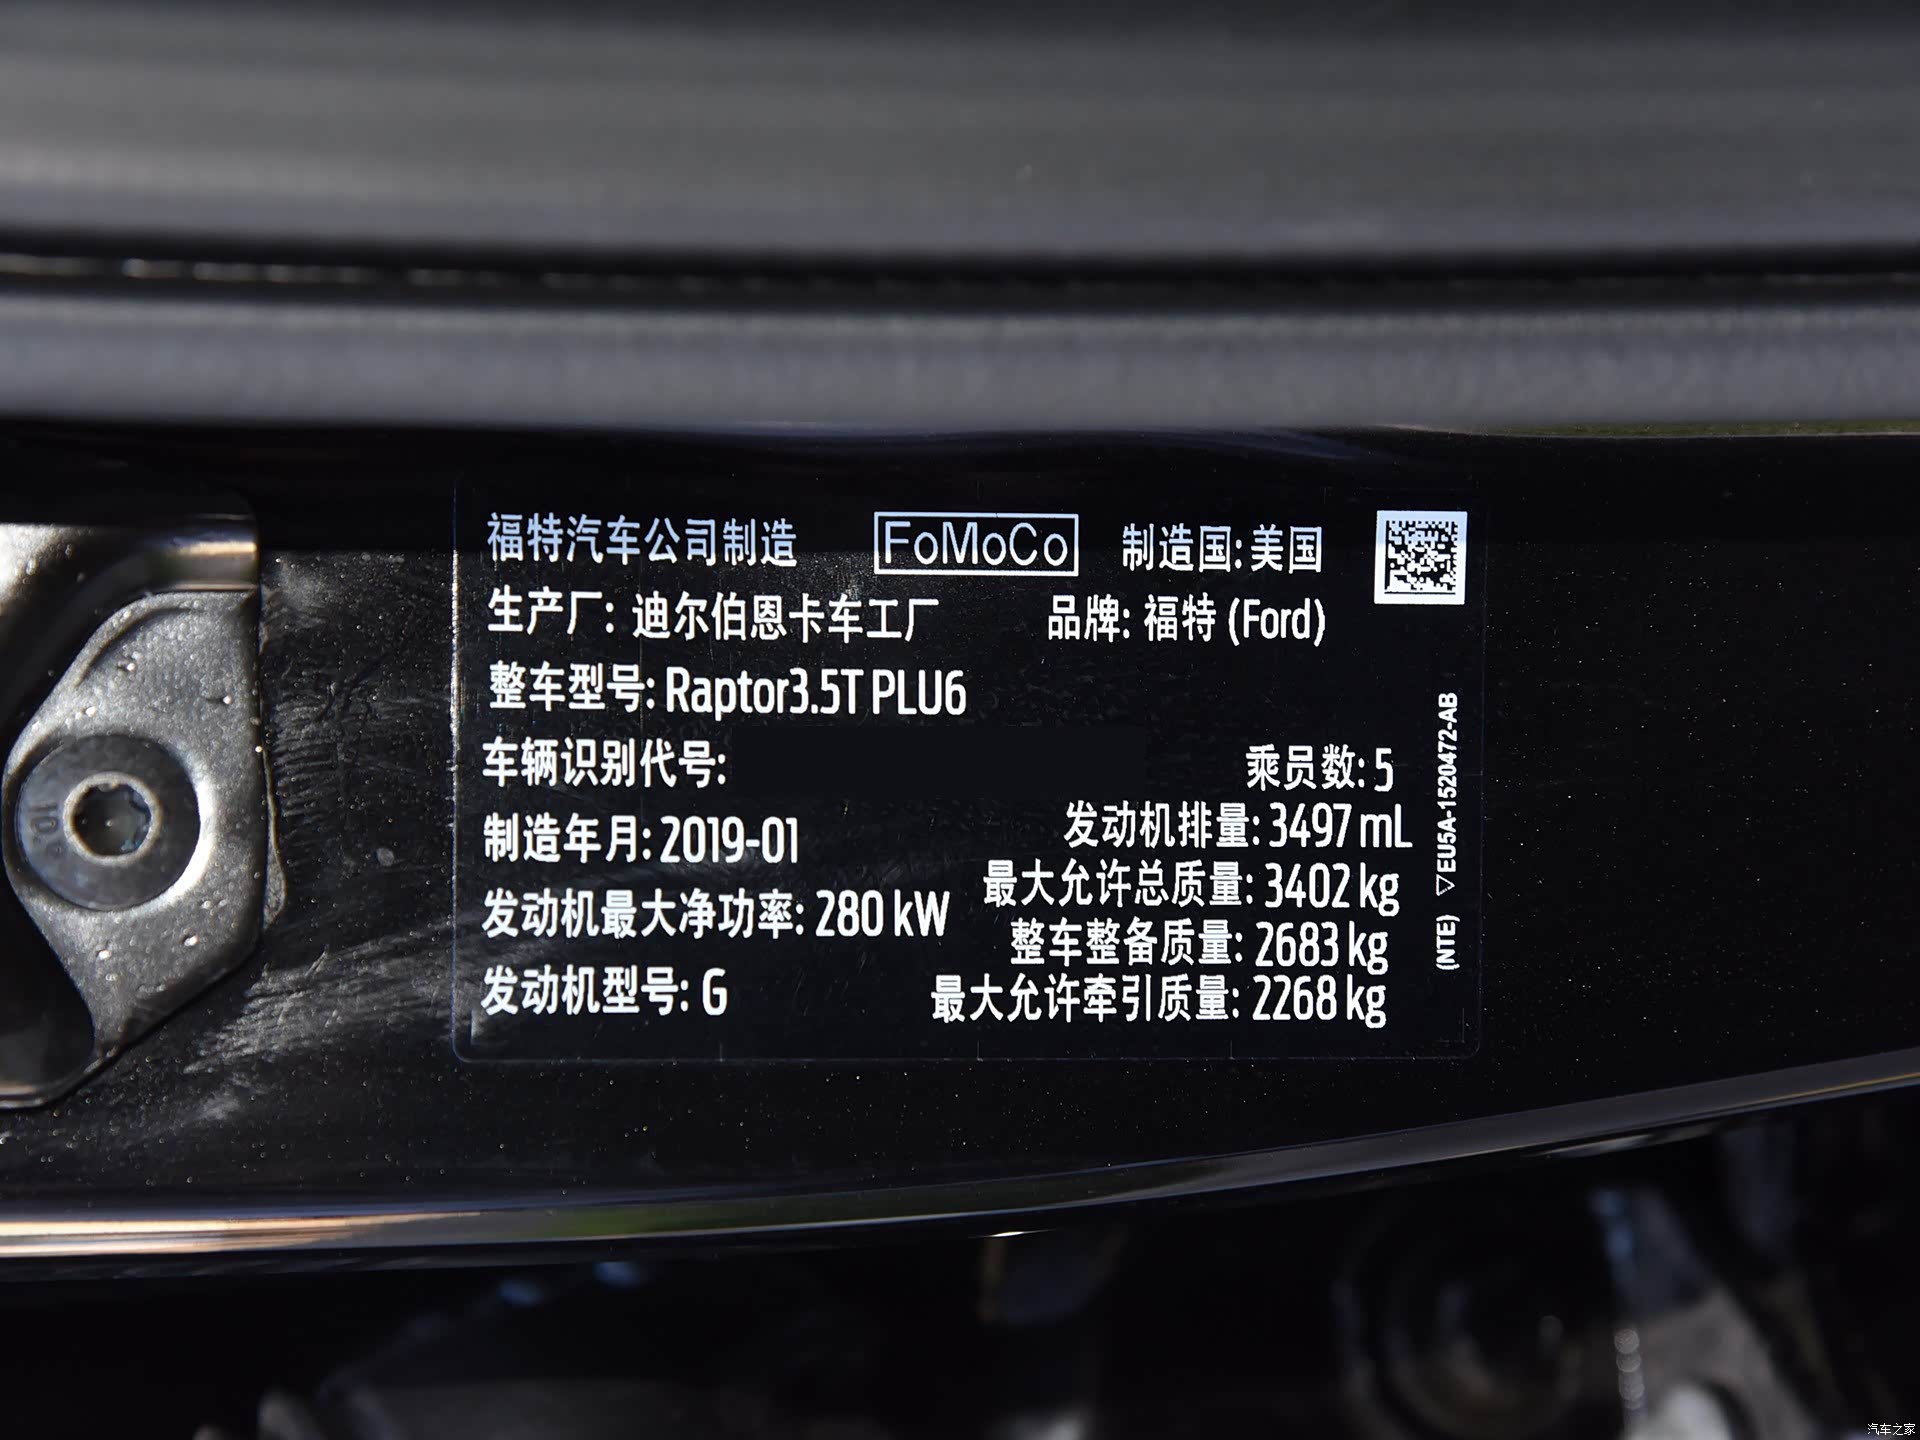 福特汽车公司制造 FoMoCo 制造国: 美国
生产厂: 迪尔伯恩卡车工厂 品牌: 福特 (Ford)
整车型号: Raptor3.5T PLU6
车辆识别代号:
乘员数: 5
制造年月: 2019-01
发动机排量: 3497 mL
发动机最大净功率: 280 kW
最大允许总质量: 3402 kg
整车整备质量: 2683 kg
发动机型号: G
最大允许牵引质量: 2268 kg
(NTE) ▽EU5A-1520472-AB
10.9
汽车之家